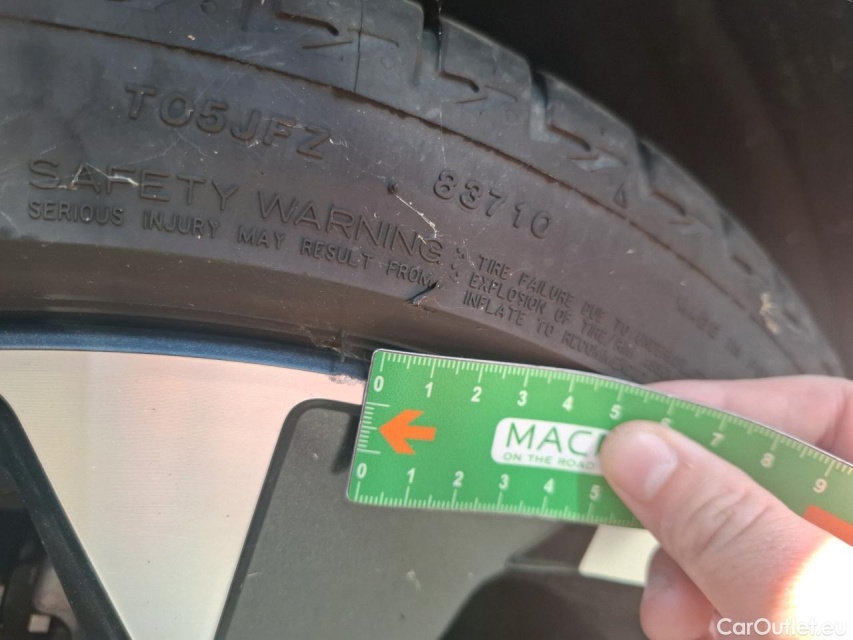 TO5JFZ
83710
SAFETY WARNING:
SERIOUS INJURY MAY RESULT FROM:
TIRE FAILURE DUE TO
EXPLOSION OF TIRE/
INFLATE TO
0 1 2 3 4 5 7 8 9
MAC
ON THE ROAD
0 1 2 3 4 5
CarOutlet.eu